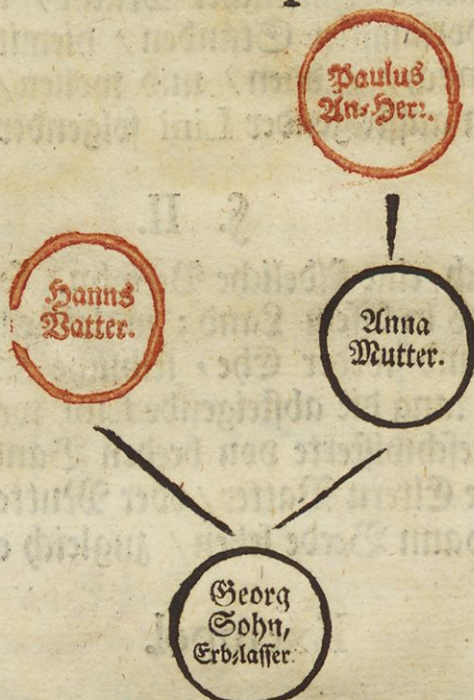 Paulus
An-Herr.
Hanns
Vatter.
Anna
Mutter.
Georg
Sohn,
Erb-lasser.